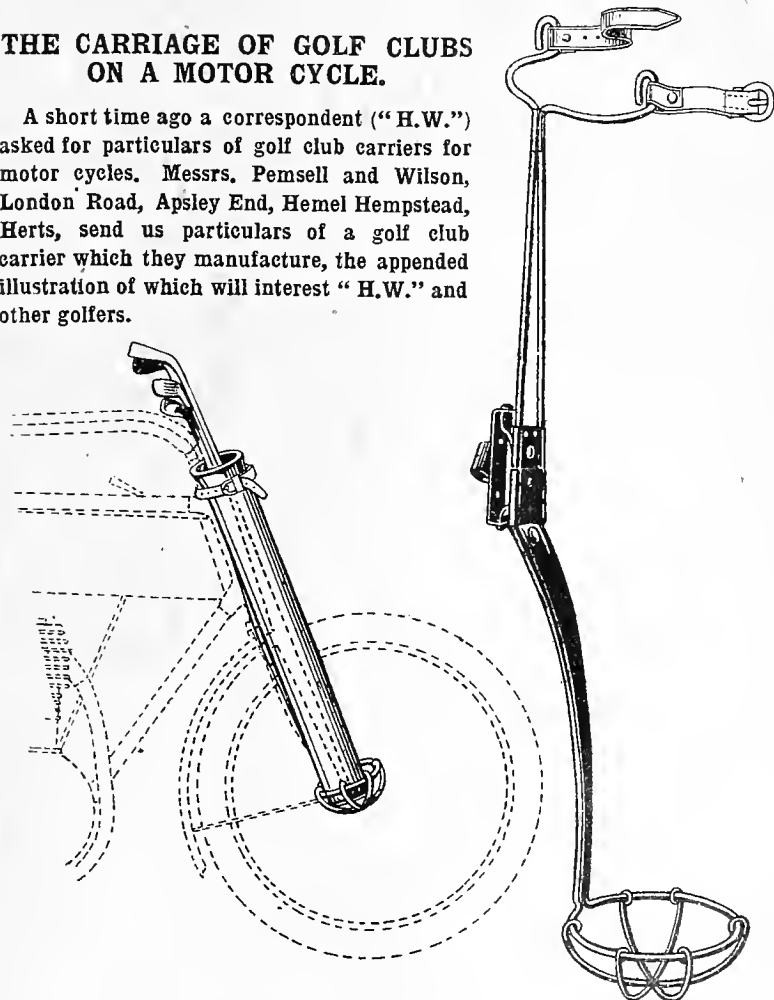 THE CARRIAGE OF GOLF CLUBS
ON A MOTOR CYCLE.
A short time ago a correspondent (“ H.W.”)
asked for particulars of golf club carriers for
motor cycles. Messrs. Pemsell and Wilson,
London Road, Apsley End, Hemel Hempstead,
Herts, send us particulars of a golf club
carrier which they manufacture, the appended
illustration of which will interest “ H.W.” and
other golfers.